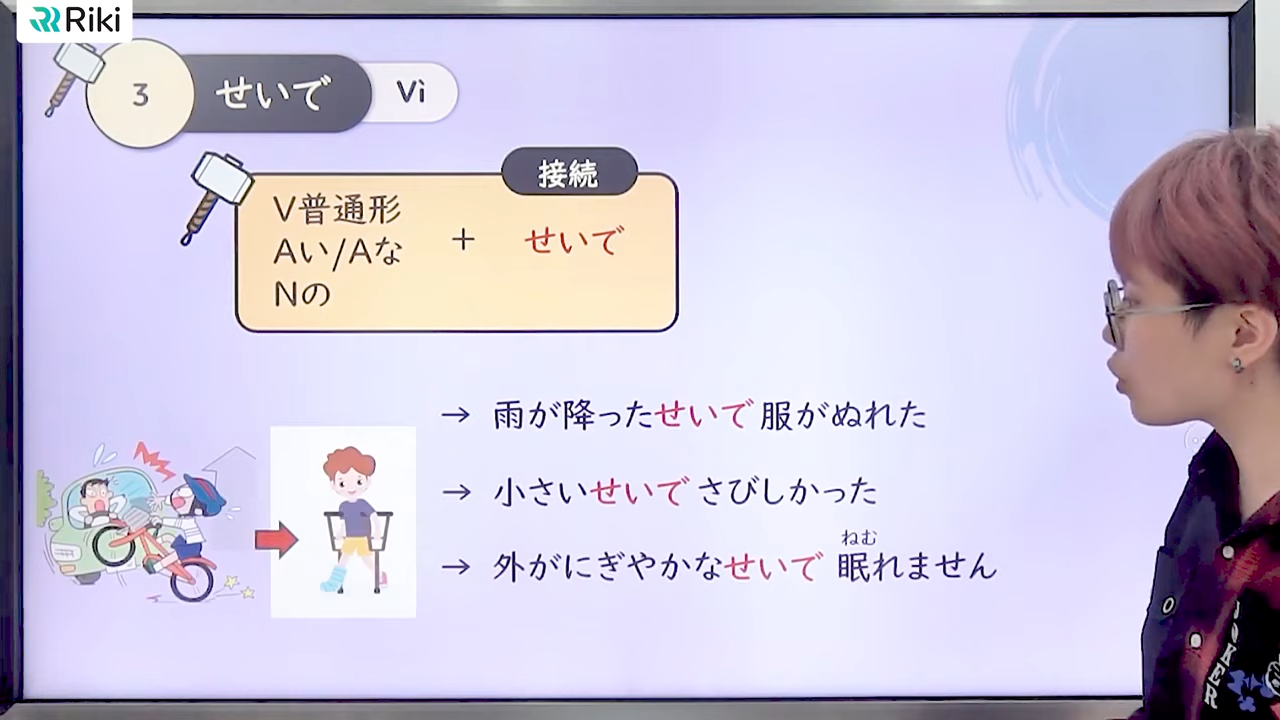 Riki
3 せいで Vì
接続
V普通形
Aい/Aな + せいで
Nの
→ 雨が降ったせいで 服がぬれた
→ 小さいせいで さびしかった
ねむ
→ 外がにぎやかなせいで 眠れません
JOKER